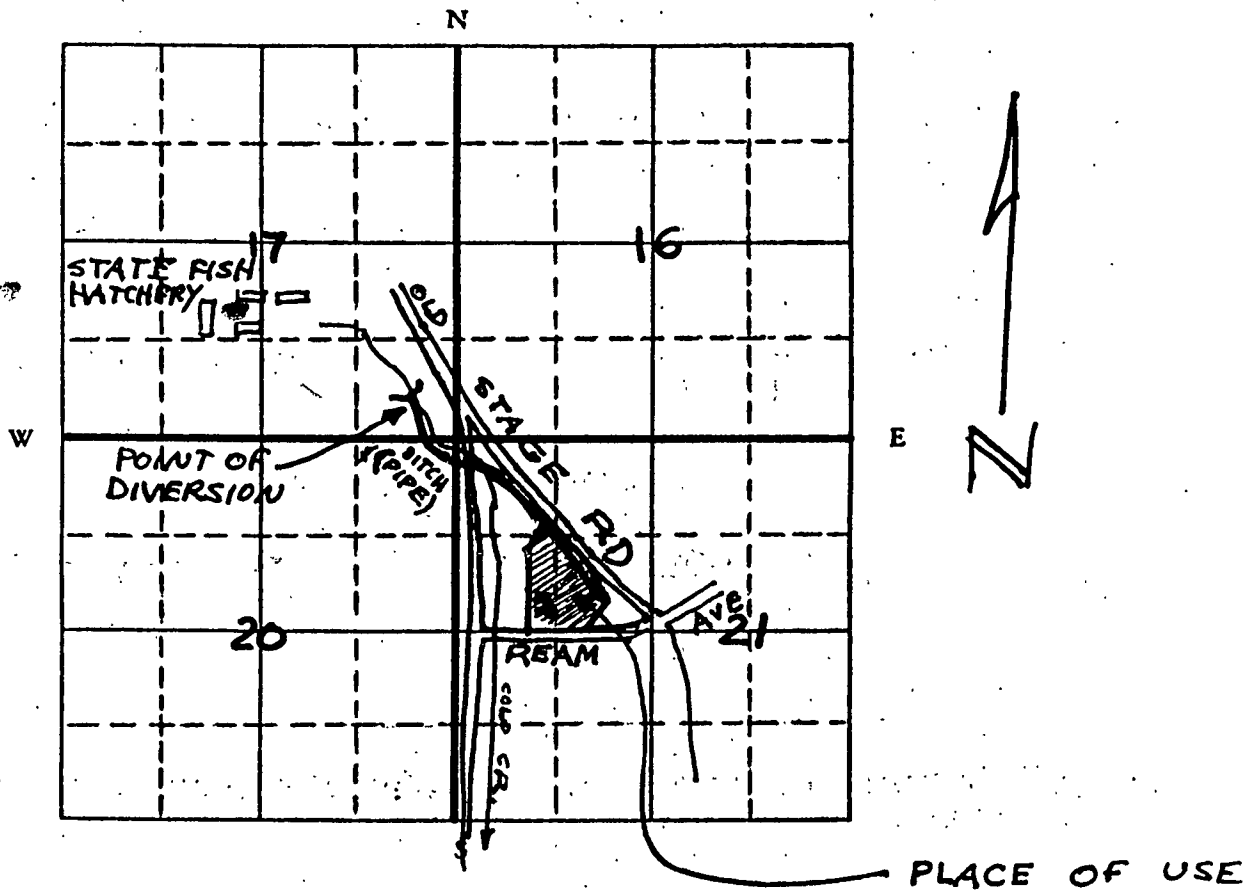 N
17
16
STATE FISH
HATCHERY
OLD
STAGE
RD
W
E
N
POINT OF
DIVERSION
DITCH
(PIPE)
AVE
20
21
REAM
COLD CR.
S
PLACE OF USE